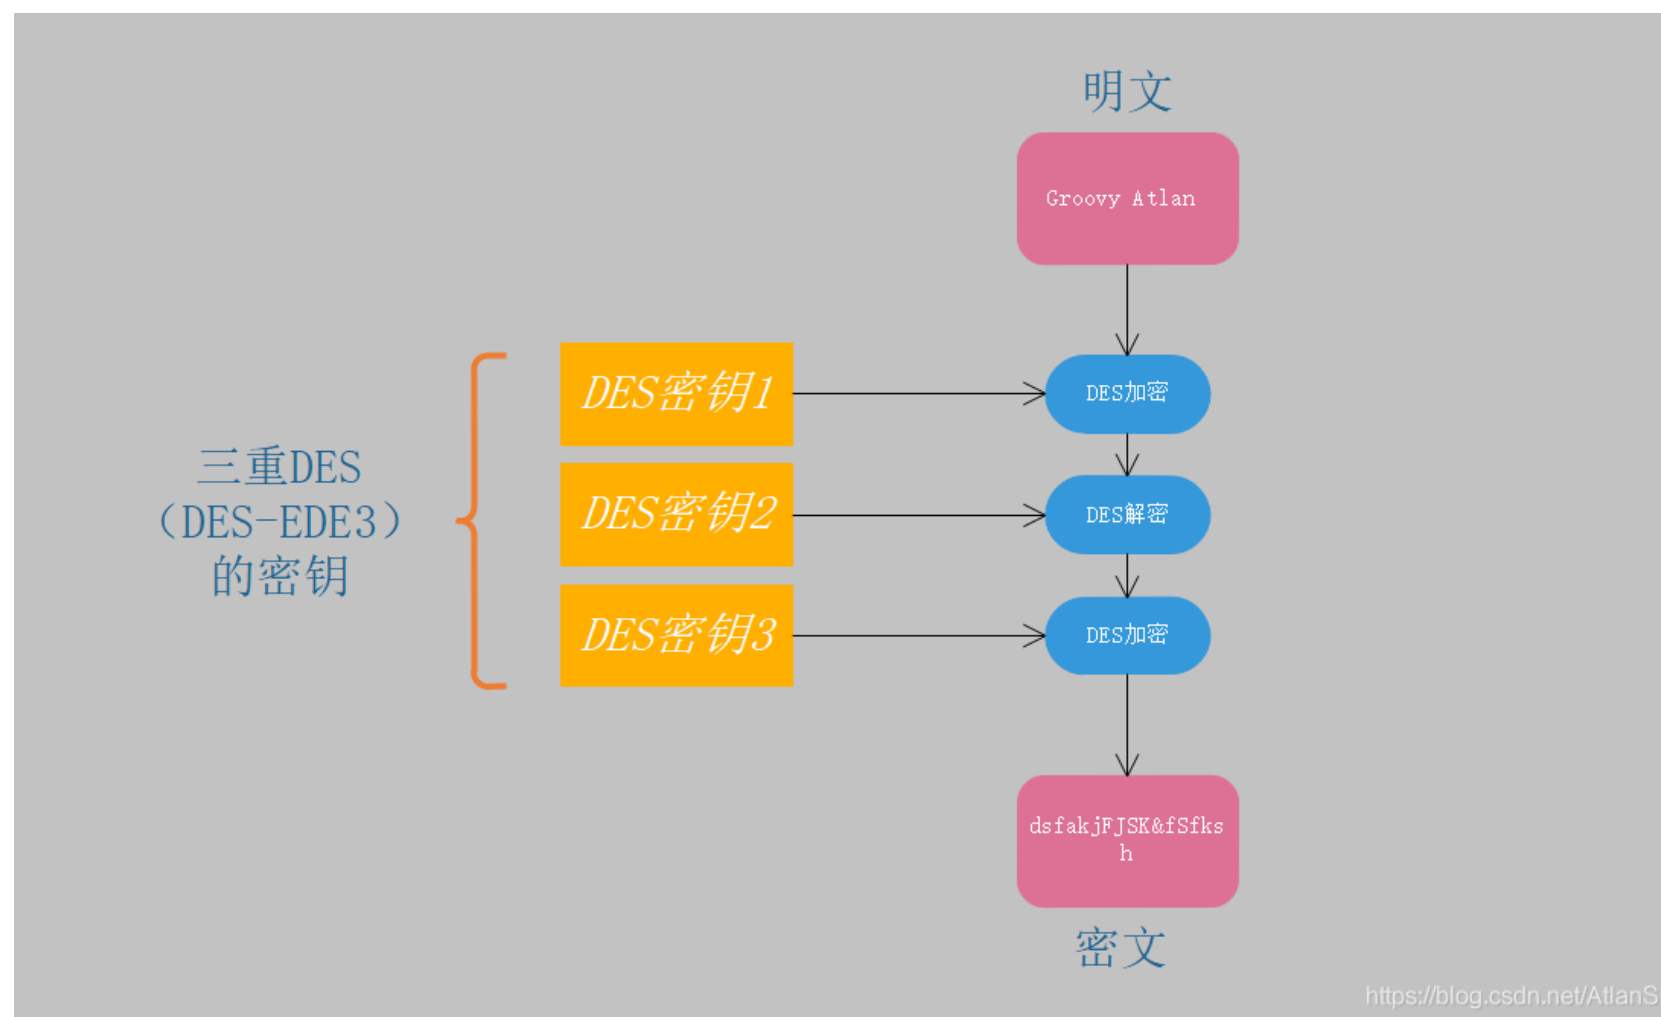 明文
Groovy Atlan
DES密钥1
DES加密
三重DES
（DES-EDE3）
的密钥
DES密钥2
DES解密
DES密钥3
DES加密
dsfakjFJSK&fSfks
h
密文
https://blog.csdn.net/AtlanS